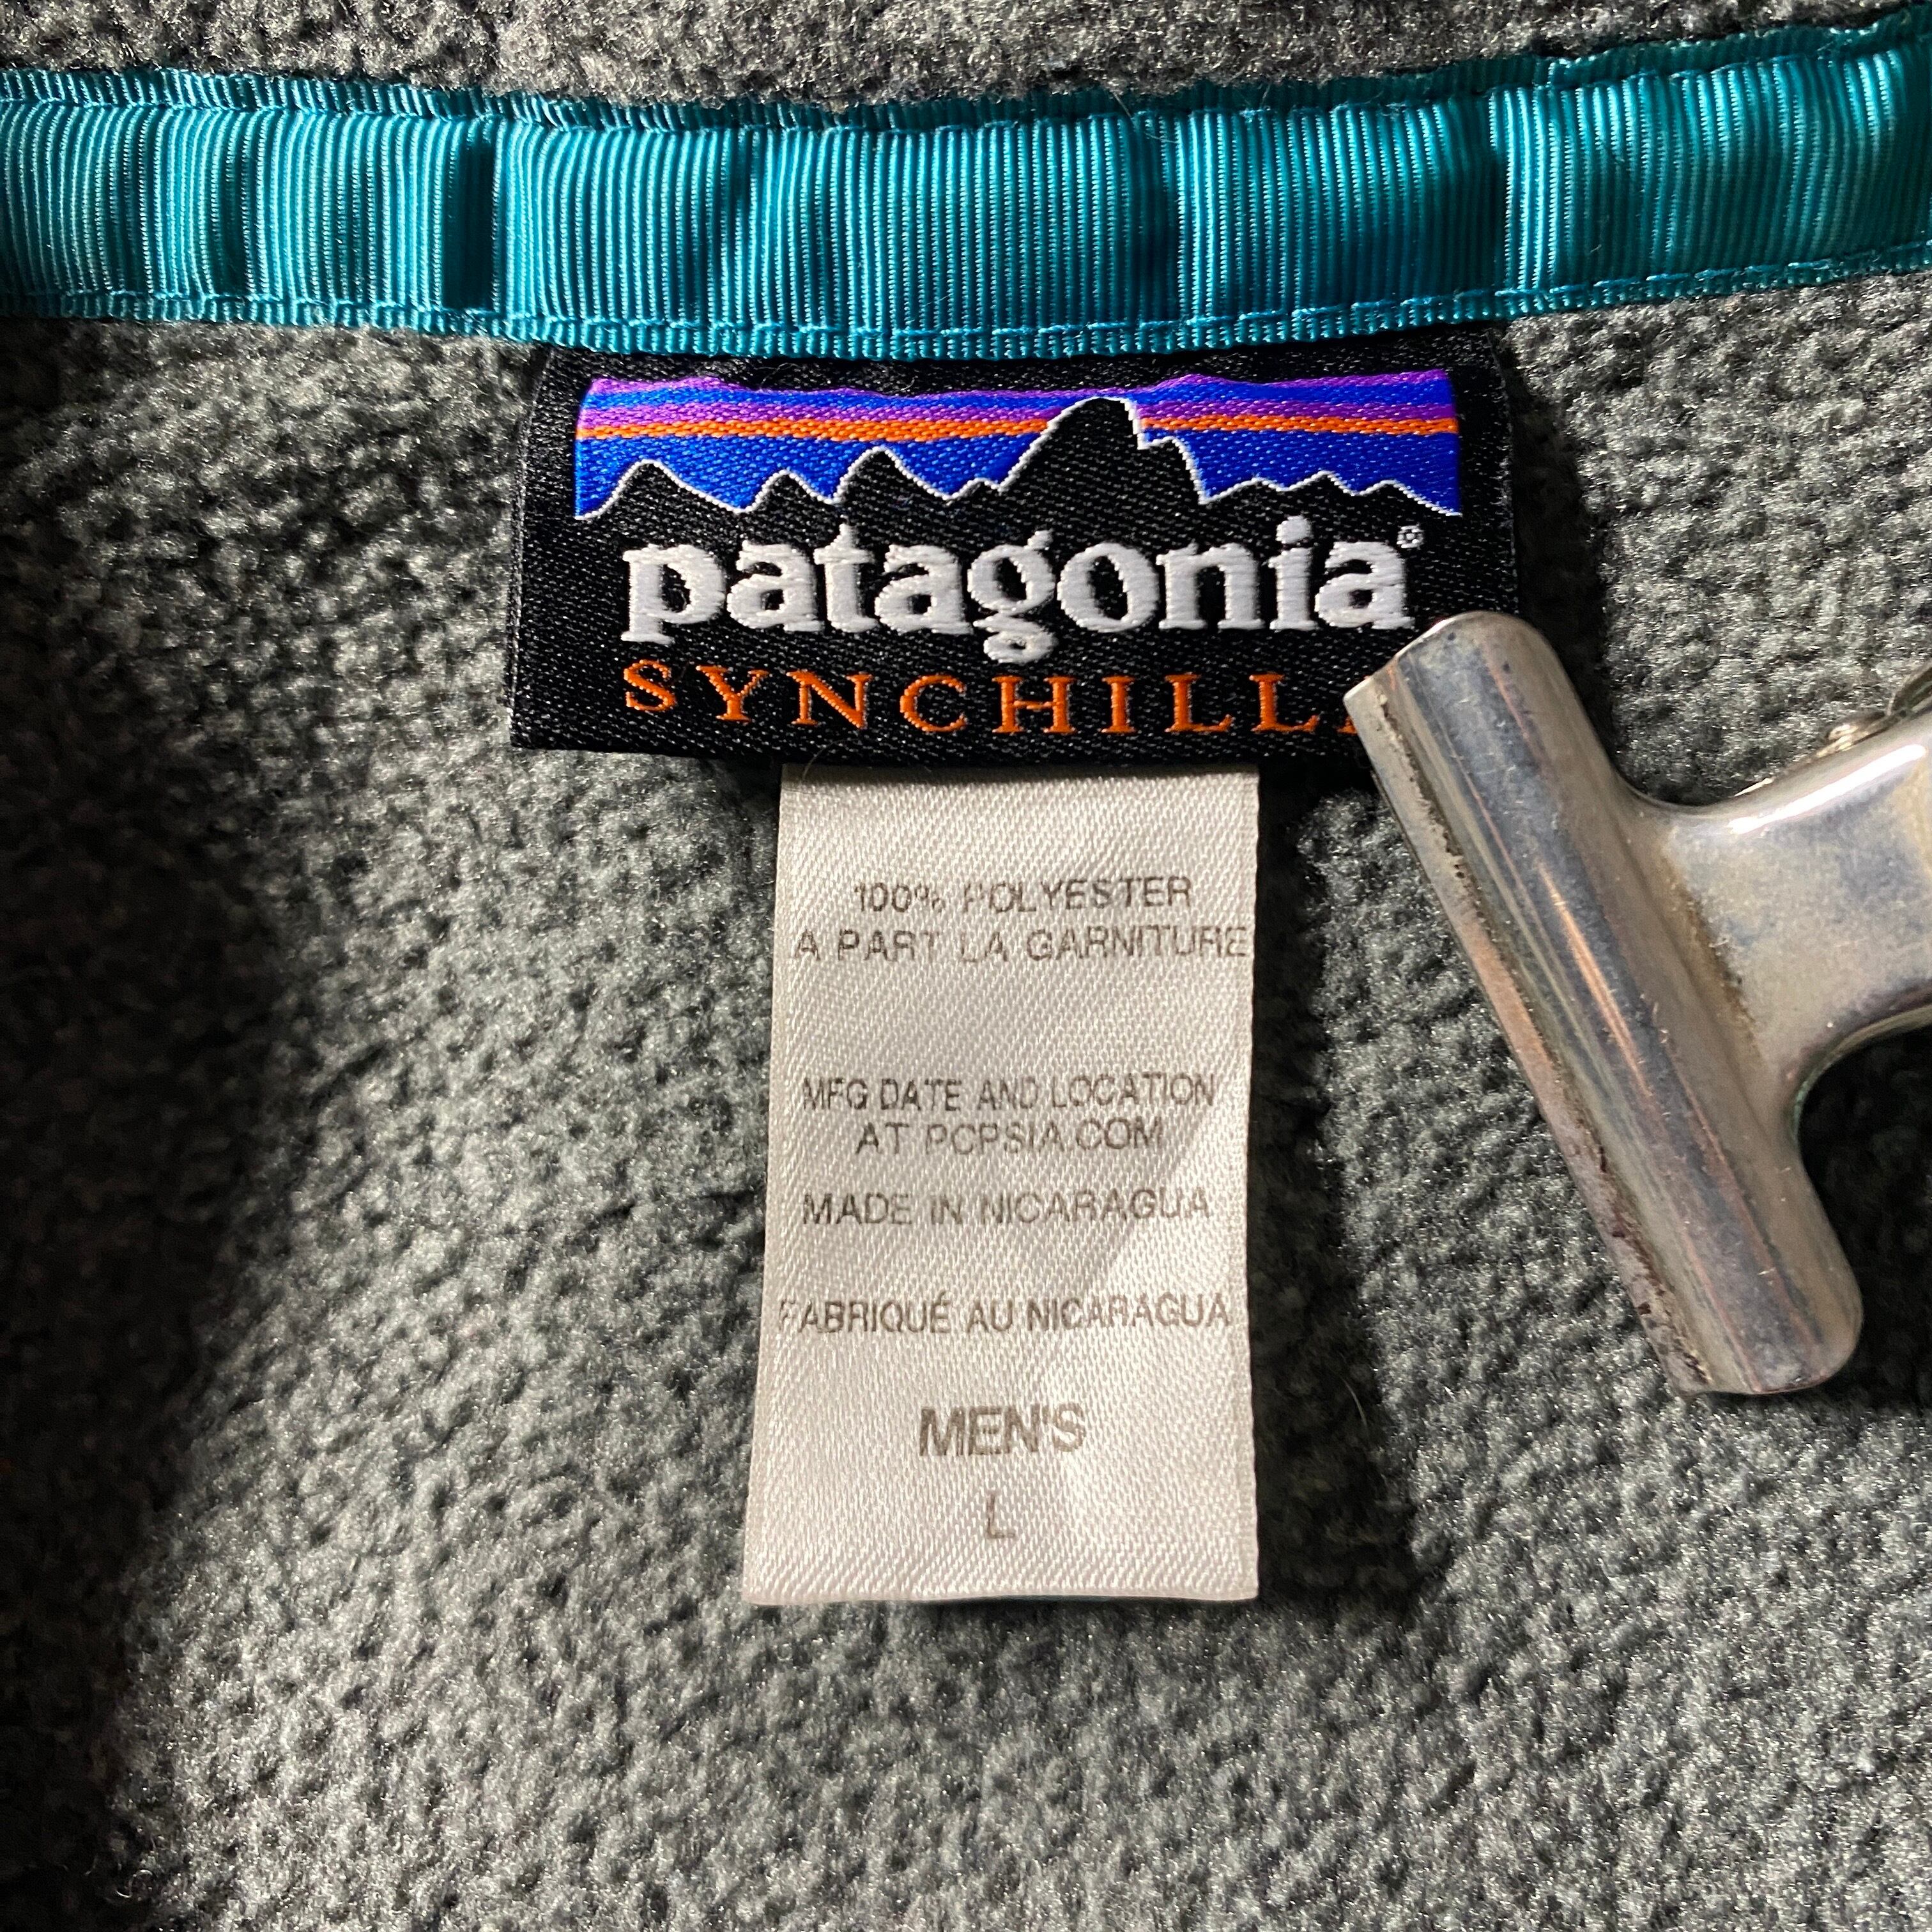 patagonia®
SYNCHILL
100% POLYESTER
A PART LA GARNITURE
MFG DATE AND LOCATION
AT PCPSIA.COM
MADE IN NICARAGUA
FABRIQUÉ AU NICARAGUA
MEN'S
L